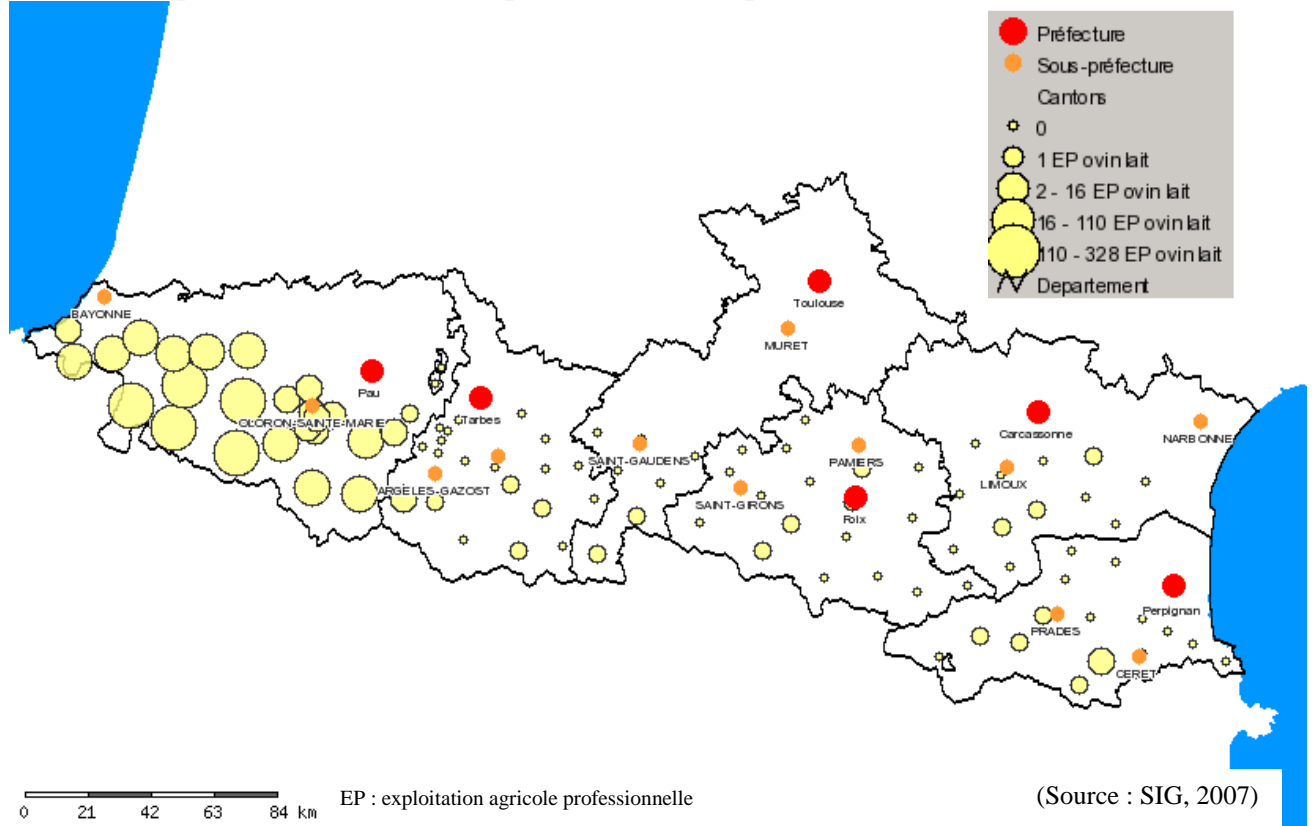 Préfecture
Sous-préfecture
Cantons
0
1 EP ovin lait
2 - 16 EP ovin lait
16 - 110 EP ovin lait
110 - 328 EP ovin lait
Departement
Toulouse
MURET
BAYONNE
Pau
Tarbes
OLORON-SAINTE-MARIE
Carcassonne
NARBONNE
SAINT-GAUDENS
PAMIERS
LIMOUX
ARGELES-GAZOST
SAINT-GIRONS
Foix
Perpignan
PRADES
CERET
0 21 42 63 84 km
EP : exploitation agricole professionnelle
(Source : SIG, 2007)